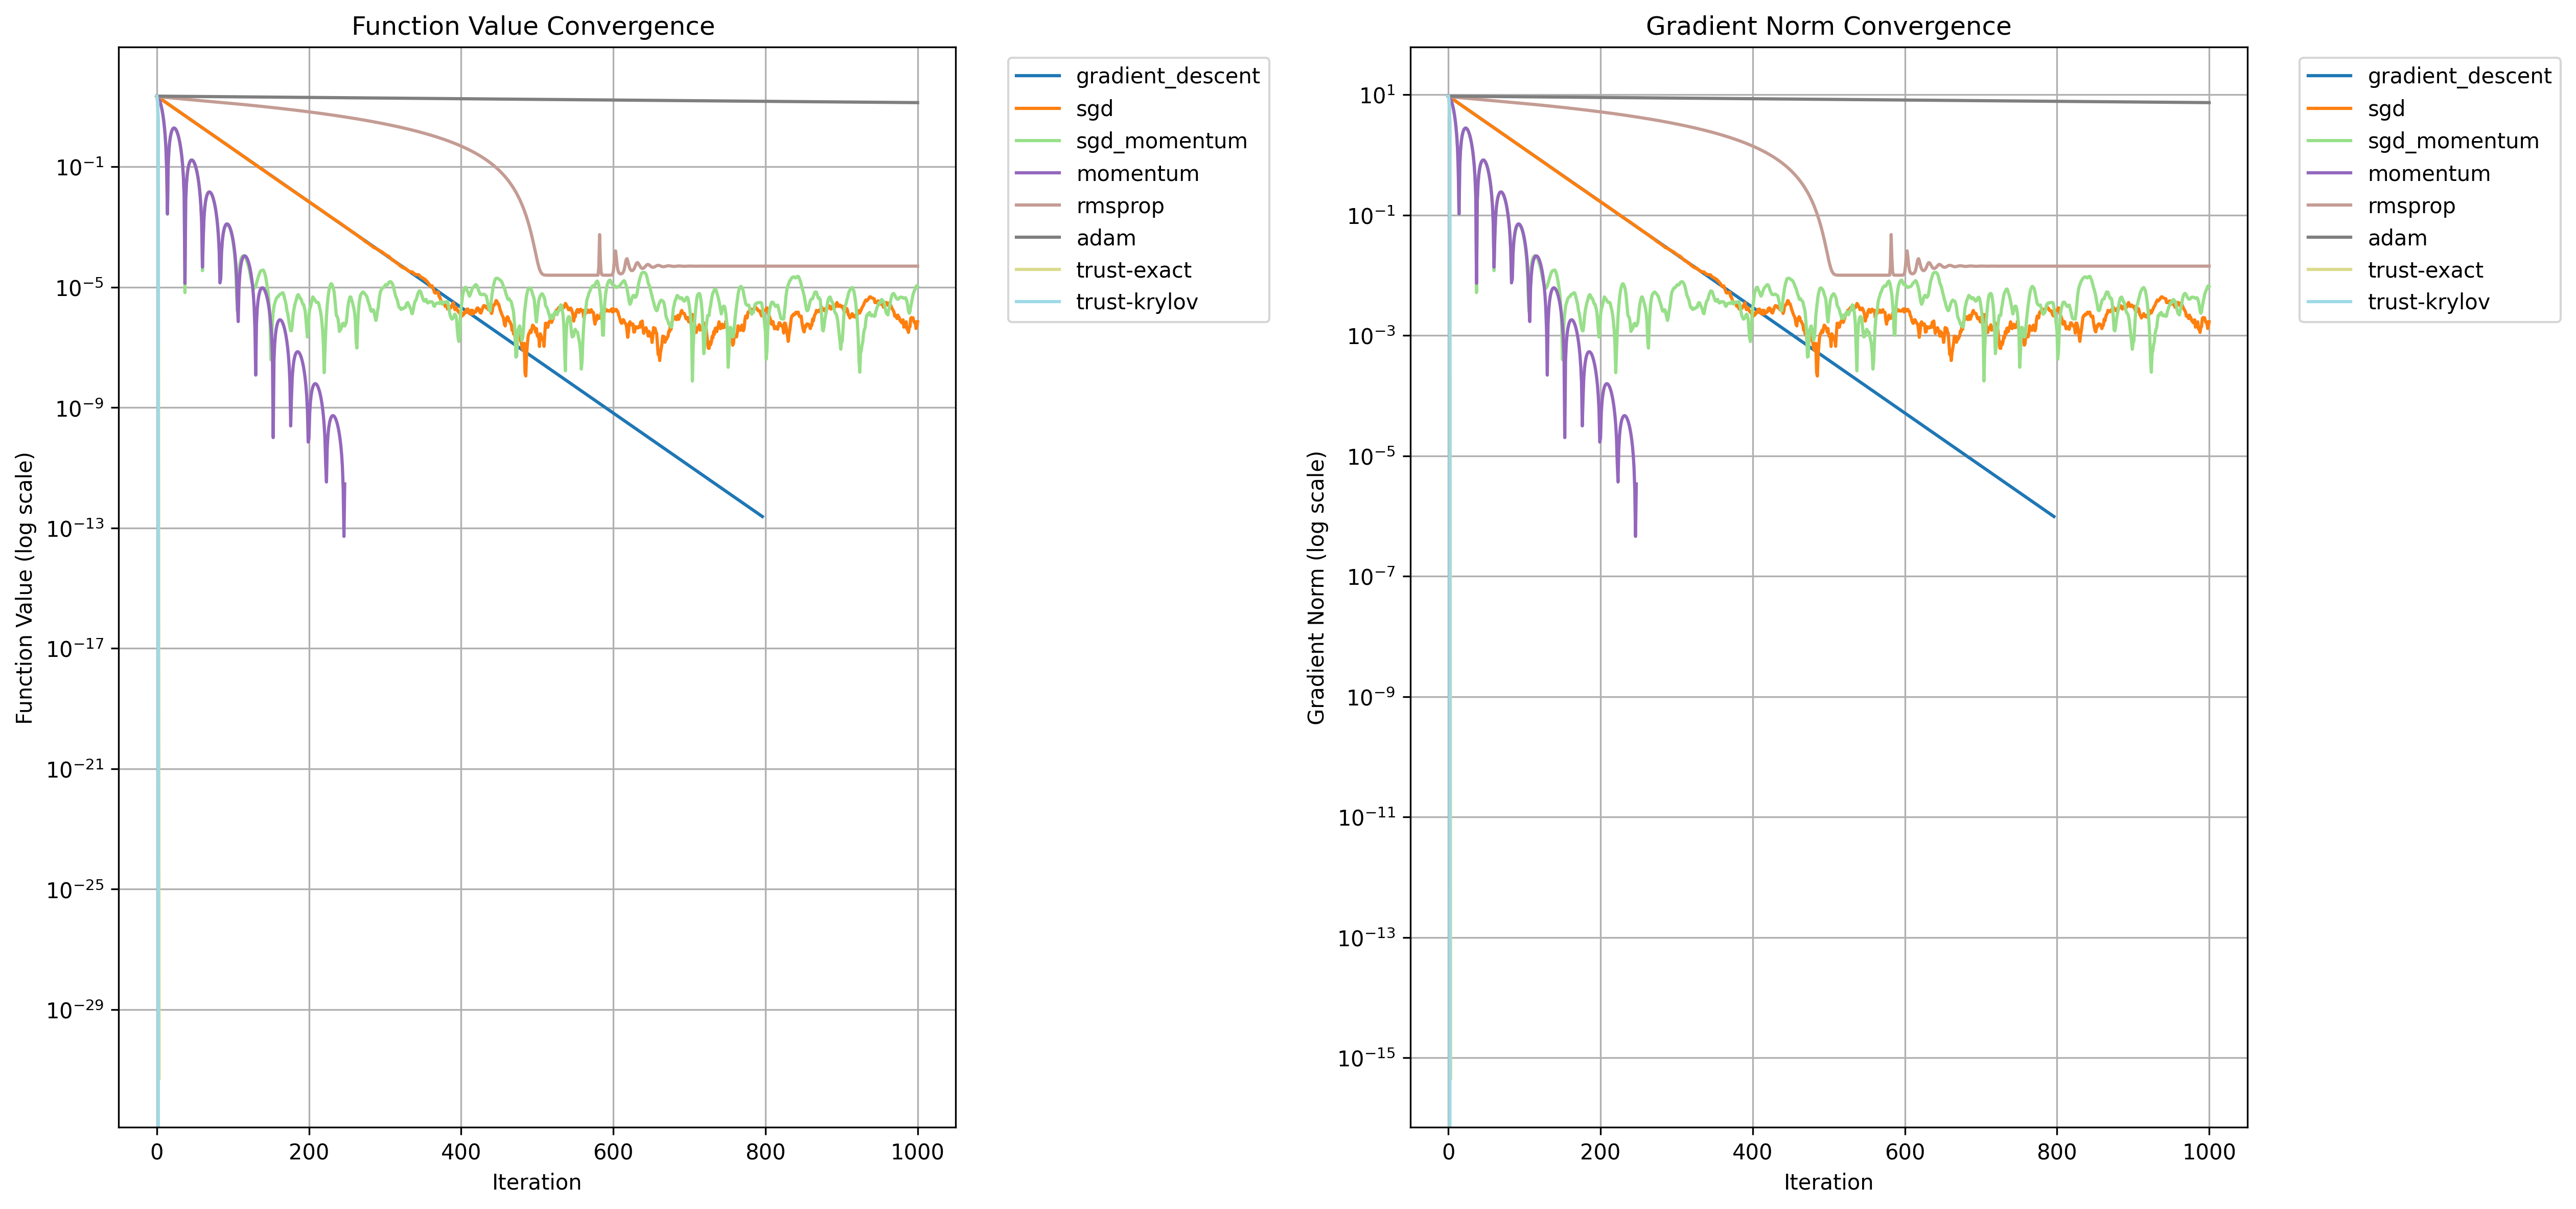 Function Value Convergence
Function Value (log scale)
10⁻¹
10⁻⁵
10⁻⁹
10⁻¹³
10⁻¹⁷
10⁻²¹
10⁻²⁵
10⁻²⁹
0 200 400 600 800 1000
Iteration
gradient_descent
sgd
sgd_momentum
momentum
rmsprop
adam
trust-exact
trust-krylov
Gradient Norm Convergence
Gradient Norm (log scale)
10¹
10⁻¹
10⁻³
10⁻⁵
10⁻⁷
10⁻⁹
10⁻¹¹
10⁻¹³
10⁻¹⁵
0 200 400 600 800 1000
Iteration
gradient_descent
sgd
sgd_momentum
momentum
rmsprop
adam
trust-exact
trust-krylov